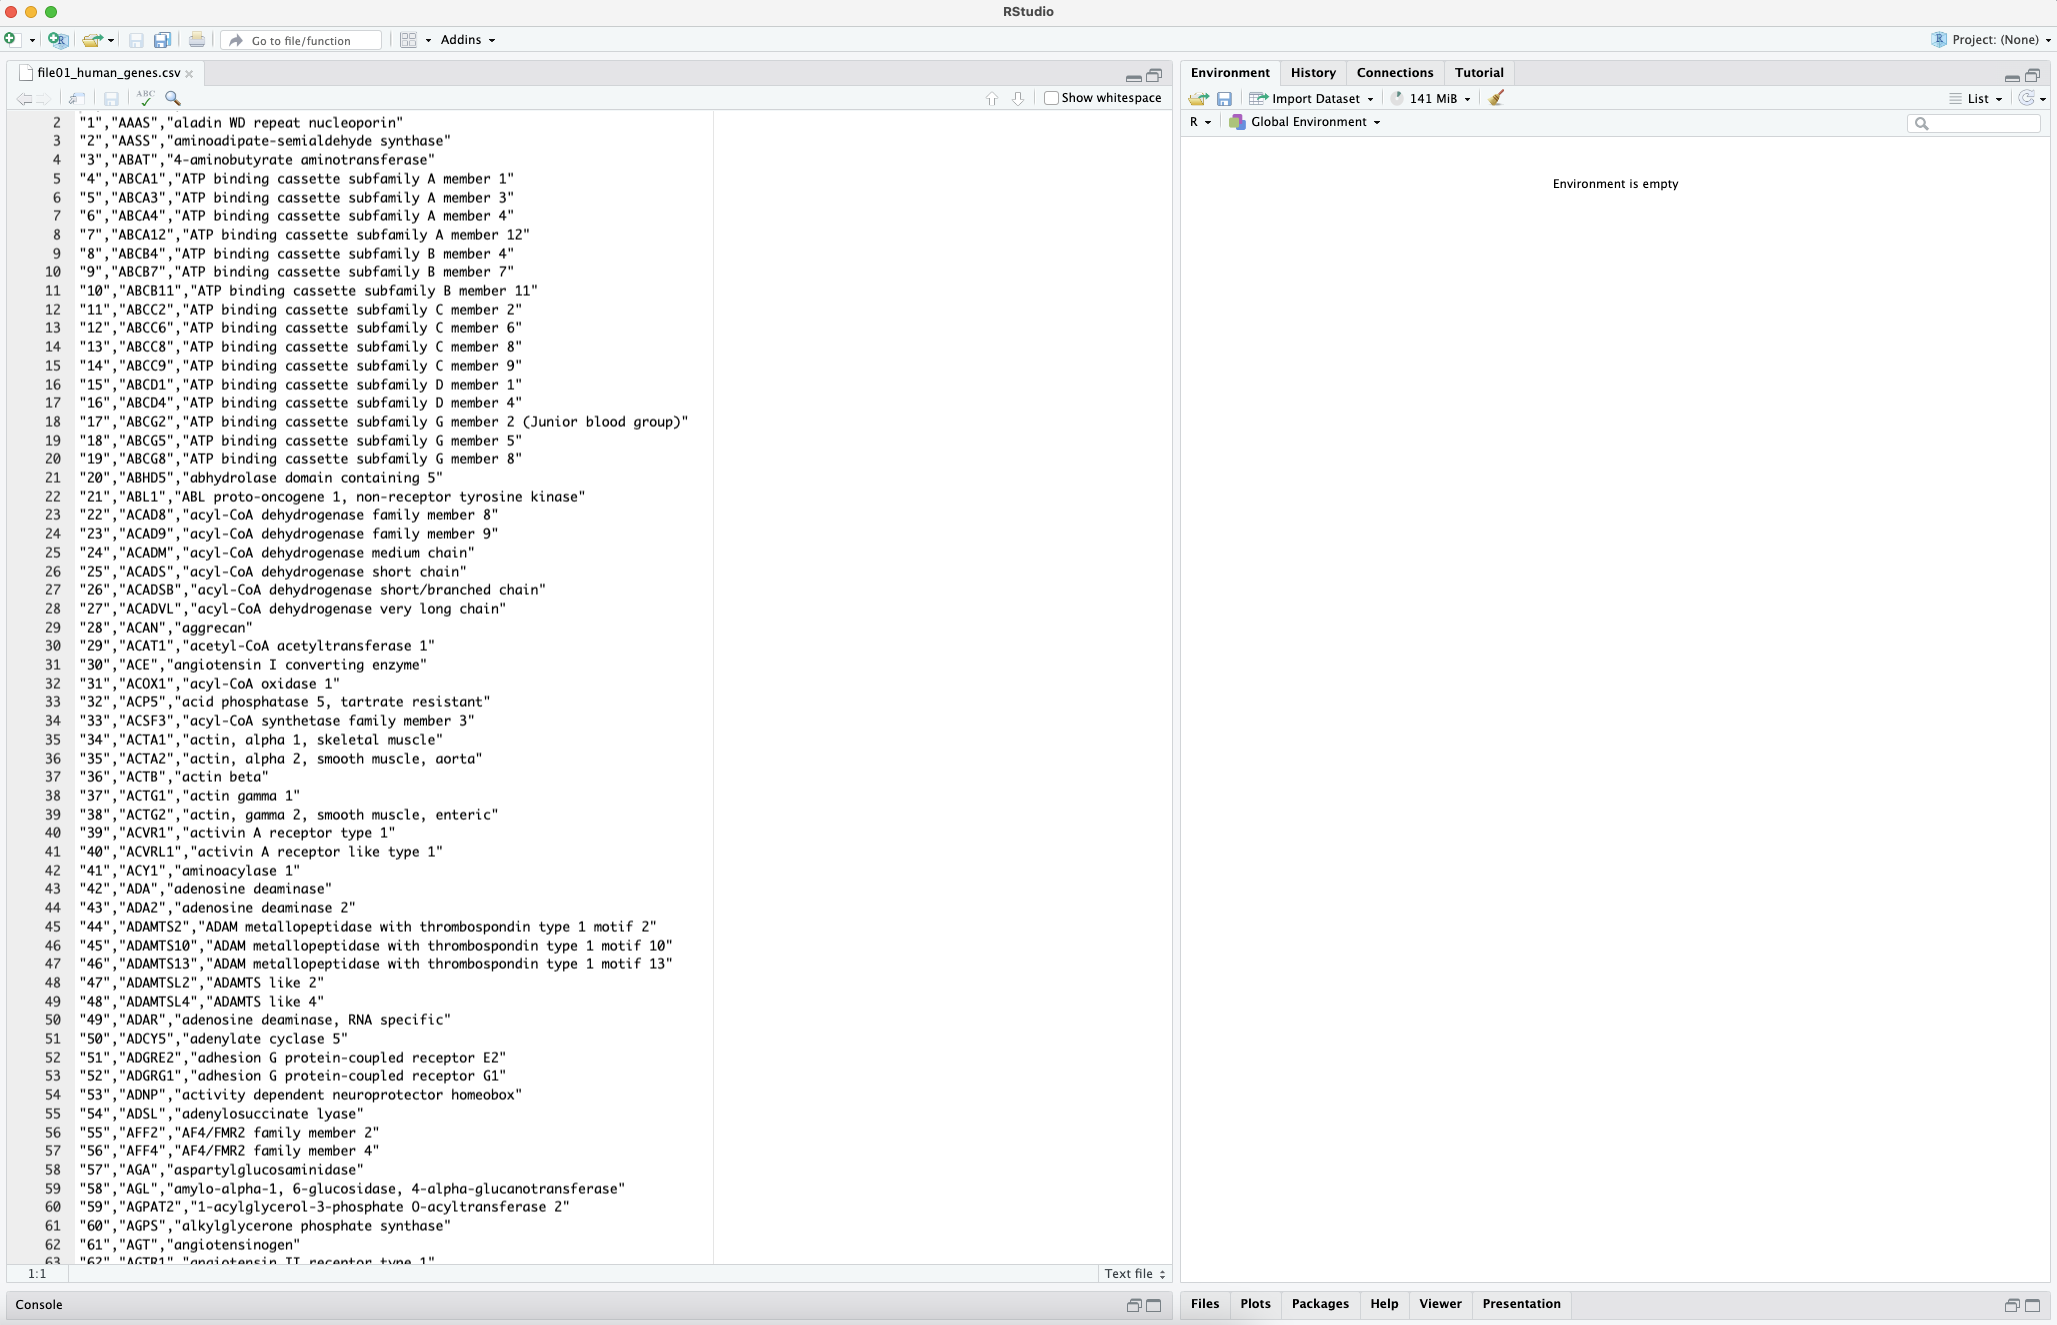 RStudio
Go to file/function
Addins
Project: (None)
file01_human_genes.csv
ABC
Show whitespace
2 "1","AAAS","aladin WD repeat nucleoporin"
3 "2","AASS","aminoadipate-semialdehyde synthase"
4 "3","ABAT","4-aminobutyrate aminotransferase"
5 "4","ABCA1","ATP binding cassette subfamily A member 1"
6 "5","ABCA3","ATP binding cassette subfamily A member 3"
7 "6","ABCA4","ATP binding cassette subfamily A member 4"
8 "7","ABCA12","ATP binding cassette subfamily A member 12"
9 "8","ABCB4","ATP binding cassette subfamily B member 4"
10 "9","ABCB7","ATP binding cassette subfamily B member 7"
11 "10","ABCB11","ATP binding cassette subfamily B member 11"
12 "11","ABCC2","ATP binding cassette subfamily C member 2"
13 "12","ABCC6","ATP binding cassette subfamily C member 6"
14 "13","ABCC8","ATP binding cassette subfamily C member 8"
15 "14","ABCC9","ATP binding cassette subfamily C member 9"
16 "15","ABCD1","ATP binding cassette subfamily D member 1"
17 "16","ABCD4","ATP binding cassette subfamily D member 4"
18 "17","ABCG2","ATP binding cassette subfamily G member 2 (Junior blood group)"
19 "18","ABCG5","ATP binding cassette subfamily G member 5"
20 "19","ABCG8","ATP binding cassette subfamily G member 8"
21 "20","ABHD5","abhydrolase domain containing 5"
22 "21","ABL1","ABL proto-oncogene 1, non-receptor tyrosine kinase"
23 "22","ACAD8","acyl-CoA dehydrogenase family member 8"
24 "23","ACAD9","acyl-CoA dehydrogenase family member 9"
25 "24","ACADM","acyl-CoA dehydrogenase medium chain"
26 "25","ACADS","acyl-CoA dehydrogenase short chain"
27 "26","ACADSB","acyl-CoA dehydrogenase short/branched chain"
28 "27","ACADVL","acyl-CoA dehydrogenase very long chain"
29 "28","ACAN","aggrecan"
30 "29","ACAT1","acetyl-CoA acetyltransferase 1"
31 "30","ACE","angiotensin I converting enzyme"
32 "31","ACOX1","acyl-CoA oxidase 1"
33 "32","ACP5","acid phosphatase 5, tartrate resistant"
34 "33","ACSF3","acyl-CoA synthetase family member 3"
35 "34","ACTA1","actin, alpha 1, skeletal muscle"
36 "35","ACTA2","actin, alpha 2, smooth muscle, aorta"
37 "36","ACTB","actin beta"
38 "37","ACTG1","actin gamma 1"
39 "38","ACTG2","actin, gamma 2, smooth muscle, enteric"
40 "39","ACVR1","activin A receptor type 1"
41 "40","ACVRL1","activin A receptor like type 1"
42 "41","ACY1","aminoacylase 1"
43 "42","ADA","adenosine deaminase"
44 "43","ADA2","adenosine deaminase 2"
45 "44","ADAMTS2","ADAM metallopeptidase with thrombospondin type 1 motif 2"
46 "45","ADAMTS10","ADAM metallopeptidase with thrombospondin type 1 motif 10"
47 "46","ADAMTS13","ADAM metallopeptidase with thrombospondin type 1 motif 13"
48 "47","ADAMTSL2","ADAMTS like 2"
49 "48","ADAMTSL4","ADAMTS like 4"
50 "49","ADAR","adenosine deaminase, RNA specific"
51 "50","ADCY5","adenylate cyclase 5"
52 "51","ADGRE2","adhesion G protein-coupled receptor E2"
53 "52","ADGRG1","adhesion G protein-coupled receptor G1"
54 "53","ADNP","activity dependent neuroprotector homeobox"
55 "54","ADSL","adenylosuccinate lyase"
56 "55","AFF2","AF4/FMR2 family member 2"
57 "56","AFF4","AF4/FMR2 family member 4"
58 "57","AGA","aspartylglucosaminidase"
59 "58","AGL","amylo-alpha-1, 6-glucosidase, 4-alpha-glucanotransferase"
60 "59","AGPAT2","1-acylglycerol-3-phosphate O-acyltransferase 2"
61 "60","AGPS","alkylglycerone phosphate synthase"
62 "61","AGT","angiotensinogen"
63 "62","AGTR1","angiotensin II receptor type 1"
1:1
Text file
Console
Environment
History
Connections
Tutorial
Import Dataset
141 MiB
List
R
Global Environment
Environment is empty
Files
Plots
Packages
Help
Viewer
Presentation